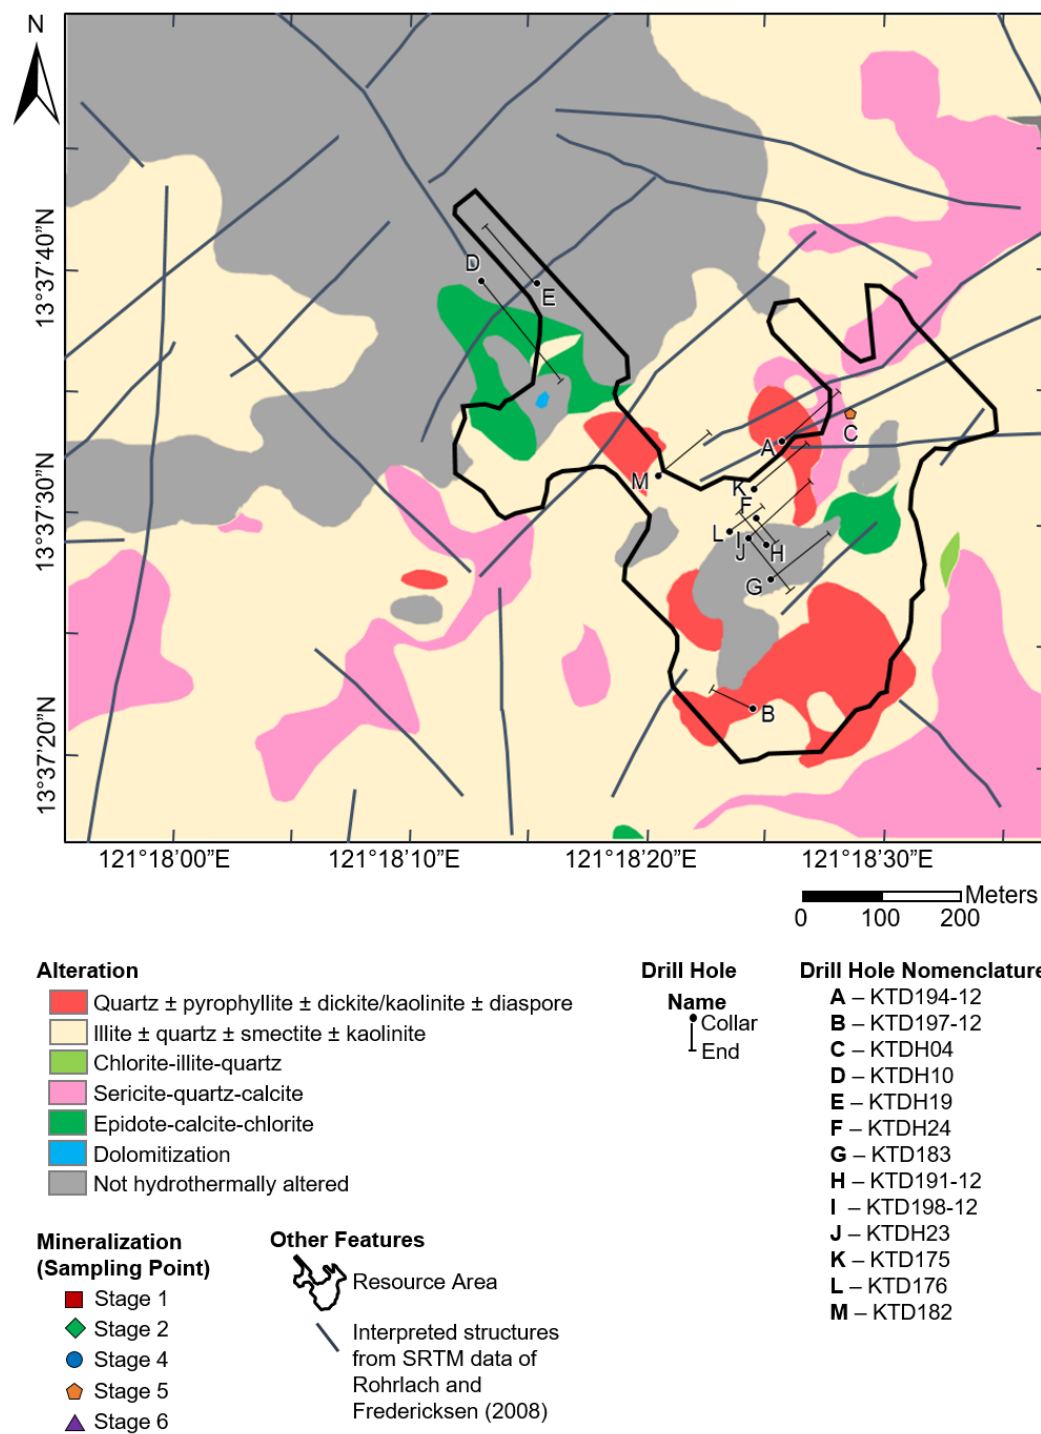 N
13°37'40”N
13°37'30”N
13°37'20”N
D
E
A
C
M
K
F
L
I
J
H
G
B
121°18’00”E
121°18’10”E
121°18’20”E
121°18’30”E
Meters
0 100 200
Alteration
Quartz ± pyrophyllite ± dickite/kaolinite ± diaspore
Illite ± quartz ± smectite ± kaolinite
Chlorite-illite-quartz
Sericite-quartz-calcite
Epidote-calcite-chlorite
Dolomitization
Not hydrothermally altered
Mineralization
(Sampling Point)
Stage 1
Stage 2
Stage 4
Stage 5
Stage 6
Other Features
Resource Area
Interpreted structures
from SRTM data of
Rohrlach and
Fredericksen (2008)
Drill Hole
Name
Collar
End
Drill Hole Nomenclature
A – KTD194-12
B – KTD197-12
C – KTDH04
D – KTDH10
E – KTDH19
F – KTDH24
G – KTD183
H – KTD191-12
I – KTD198-12
J – KTDH23
K – KTD175
L – KTD176
M – KTD182